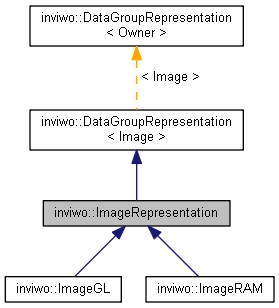 inviwo::DataGroupRepresentation
< Owner >
< Image >
inviwo::DataGroupRepresentation
< Image >
inviwo::ImageRepresentation
inviwo::ImageGL
inviwo::ImageRAM